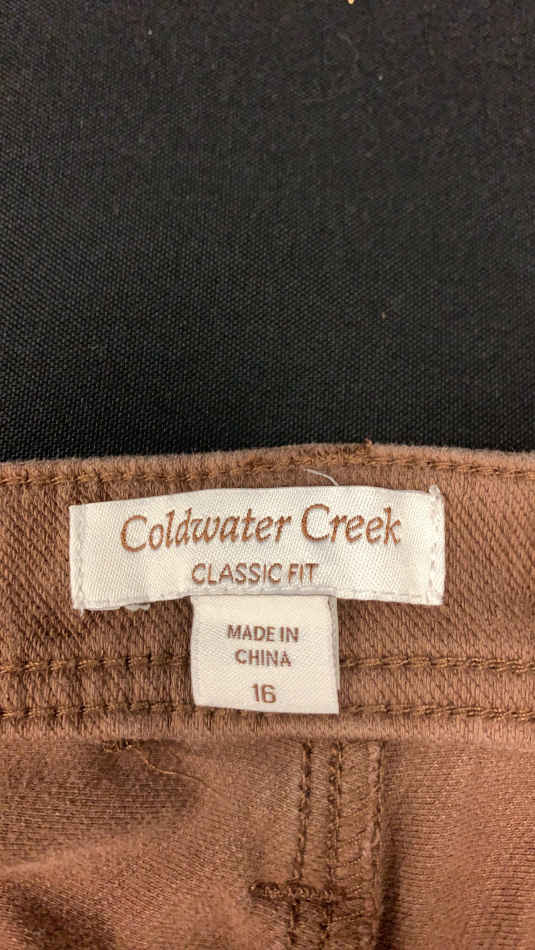 Coldwater Creek
CLASSIC FIT
MADE IN
CHINA
16